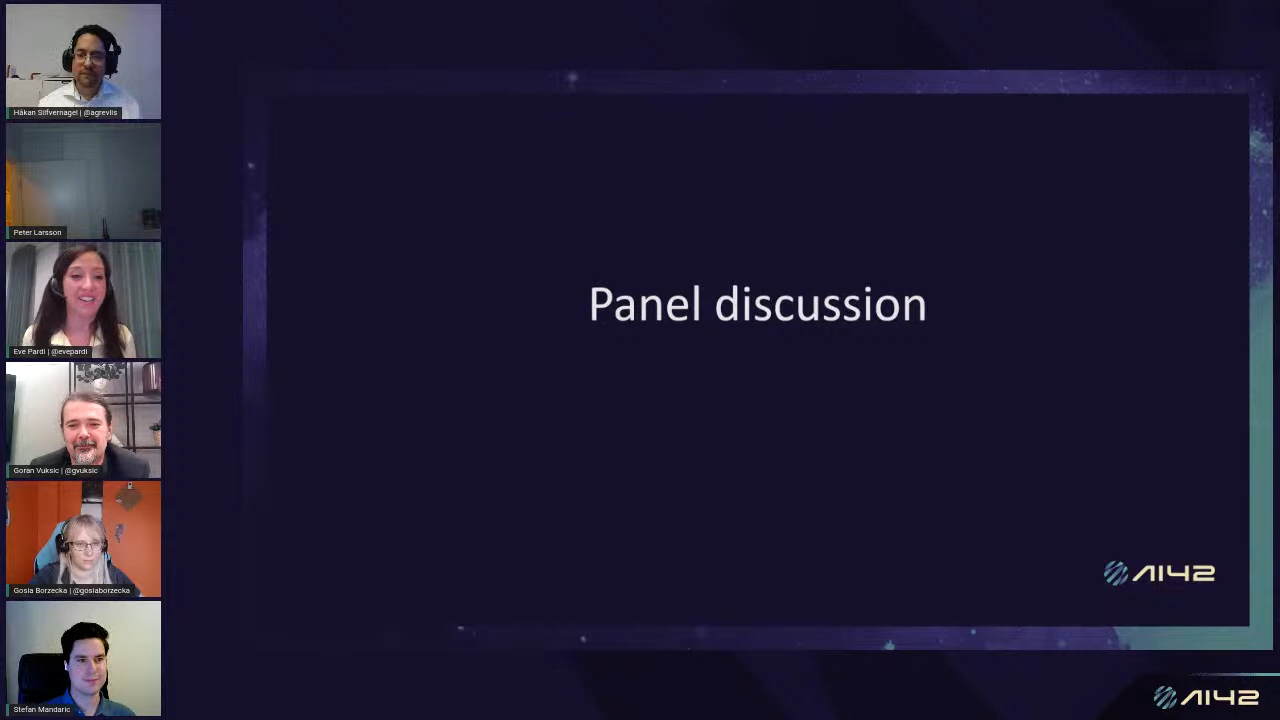 Håkan Silfvernagel | @agrevlis
Peter Larsson
Eve Pardi | @evepardi
Goran Vuksic | @gvuksic
Gosia Borzecka | @gosiaborzecka
Stefan Mandaric
Panel discussion
AI42
AI42